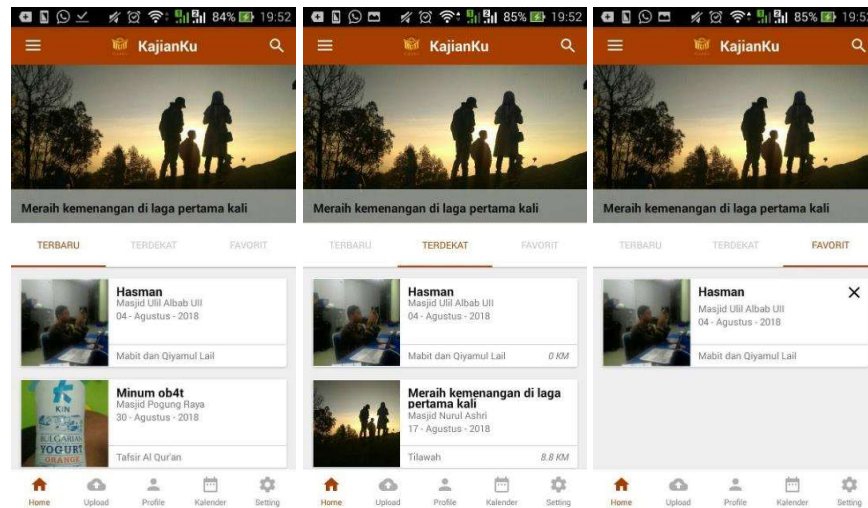 84% 19:52
KajianKu
Meraih kemenangan di laga pertama kali
TERBARU TERDEKAT FAVORIT
Hasman
Masjid Ulil Albab UII
04 - Agustus - 2018
Mabit dan Qiyamul Lail
KIN
BULGARIAN
YOGURT
ORANGE
Minum ob4t
Masjid Pogung Raya
30 - Agustus - 2018
Tafsir Al Qur'an
Home Upload Profile Kalender Setting
85% 19:52
KajianKu
Meraih kemenangan di laga pertama kali
TERBARU TERDEKAT FAVORIT
Hasman
Masjid Ulil Albab UII
04 - Agustus - 2018
Mabit dan Qiyamul Lail 0 KM
Meraih kemenangan di laga
pertama kali
Masjid Nurul Ashri
17 - Agustus - 2018
Tilawah 8.8 KM
Home Upload Profile Kalender Setting
85% 19:52
KajianKu
Meraih kemenangan di laga pertama kali
TERBARU TERDEKAT FAVORIT
Hasman
Masjid Ulil Albab UII
04 - Agustus - 2018
Mabit dan Qiyamul Lail
Home Upload Profile Kalender Setting